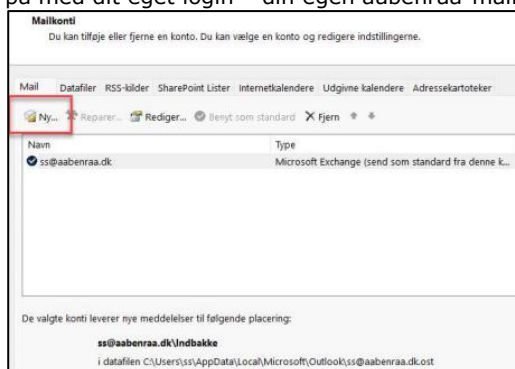 på med dit eget login – din egen aabenraa-mail
Mailkonti
Du kan tilføje eller fjerne en konto. Du kan vælge en konto og redigere indstillingerne.
Mail Datafiler RSS-kilder SharePoint Lister Internetkalendere Udgivne kalendere Adressekartoteker
Ny... Reparer... Rediger... Benyt som standard Fjern
Navn Type
ss@aabenraa.dk Microsoft Exchange (send som standard fra denne k...
De valgte konti leverer nye meddelelser til følgende placering:
ss@aabenraa.dk\Indbakke
i datafilen C:\Users\ss\AppData\Local\Microsoft\Outlook\ss@aabenraa.dk.ost